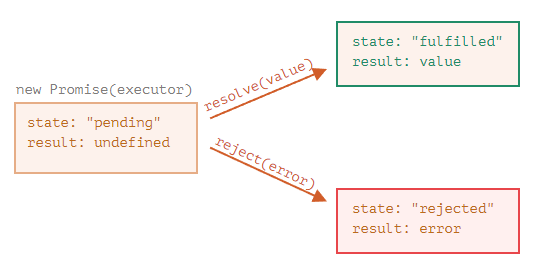 new Promise(executor)
state: "pending"
result: undefined
resolve(value)
state: "fulfilled"
result: value
reject(error)
state: "rejected"
result: error